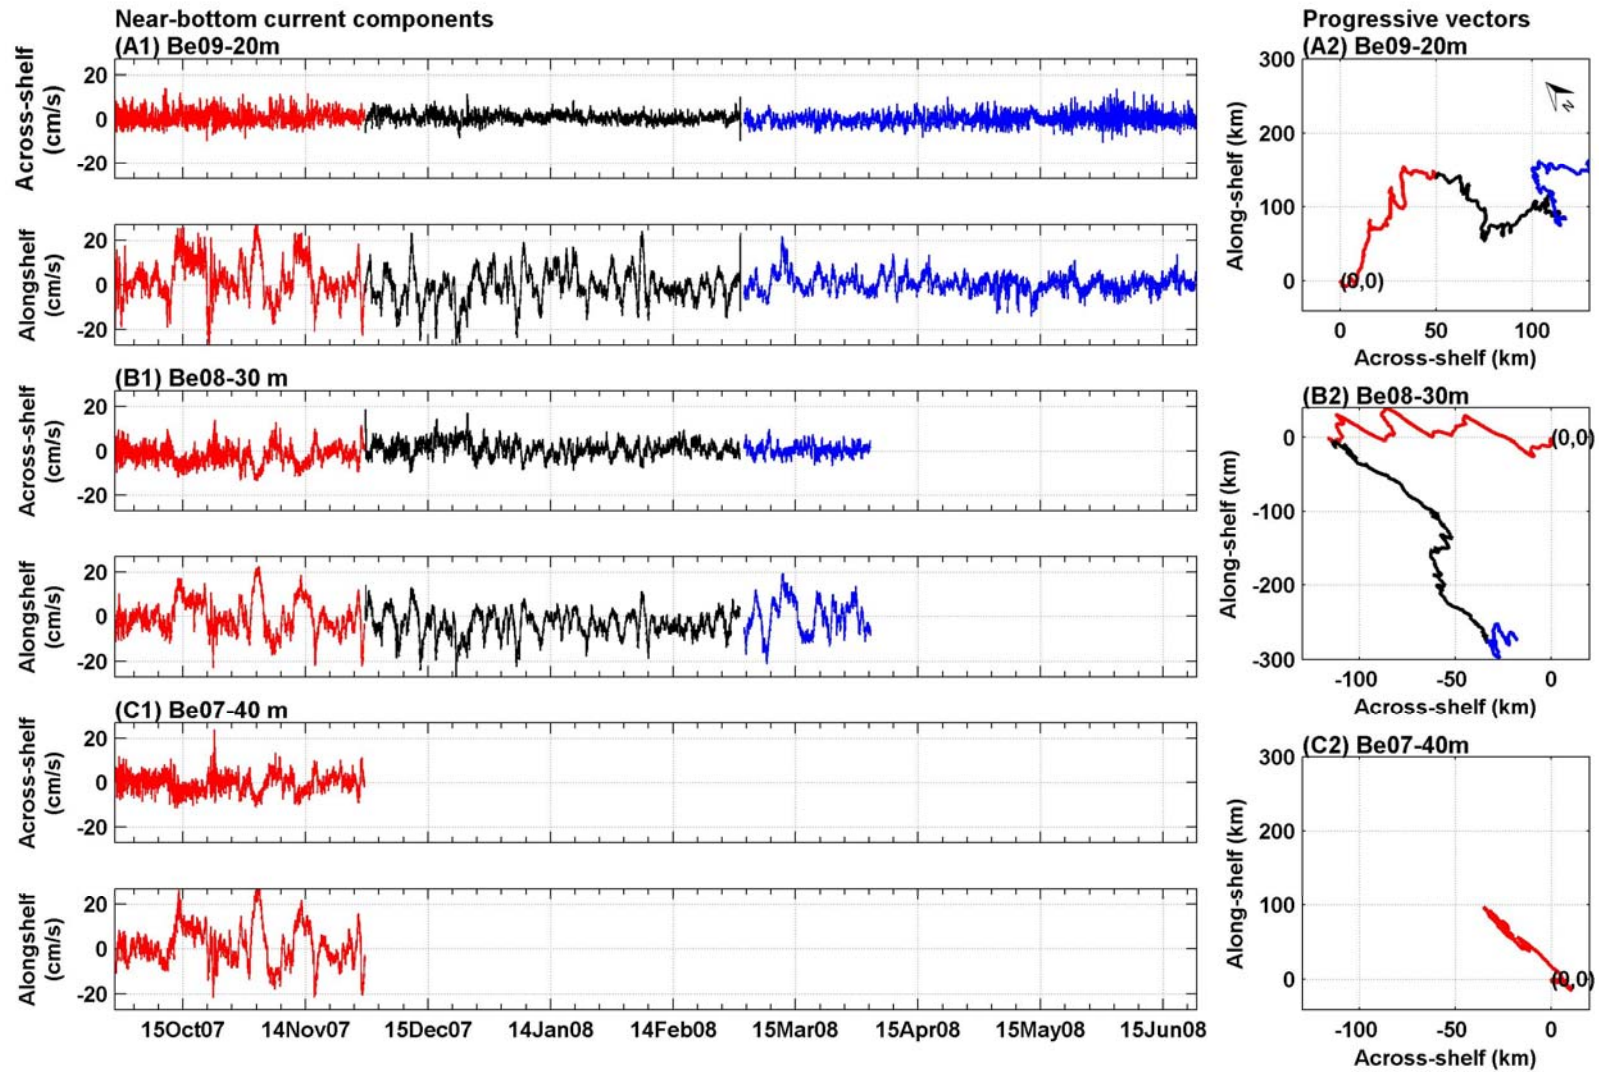 Near-bottom current components
(A1) Be09-20m
Across-shelf
(cm/s)
20
0
-20
Alongshelf
(cm/s)
20
0
-20
(B1) Be08-30 m
Across-shelf
(cm/s)
20
0
-20
Alongshelf
(cm/s)
20
0
-20
(C1) Be07-40 m
Across-shelf
(cm/s)
20
0
-20
Alongshelf
(cm/s)
20
0
-20
15Oct07 14Nov07 15Dec07 14Jan08 14Feb08 15Mar08 15Apr08 15May08 15Jun08
Progressive vectors
(A2) Be09-20m
Along-shelf (km)
300
200
100
0
N
(0,0)
0 50 100
Across-shelf (km)
(B2) Be08-30m
Along-shelf (km)
0
-100
-200
-300
(0,0)
-100 -50 0
Across-shelf (km)
(C2) Be07-40m
Along-shelf (km)
300
200
100
0
(0,0)
-100 -50 0
Across-shelf (km)